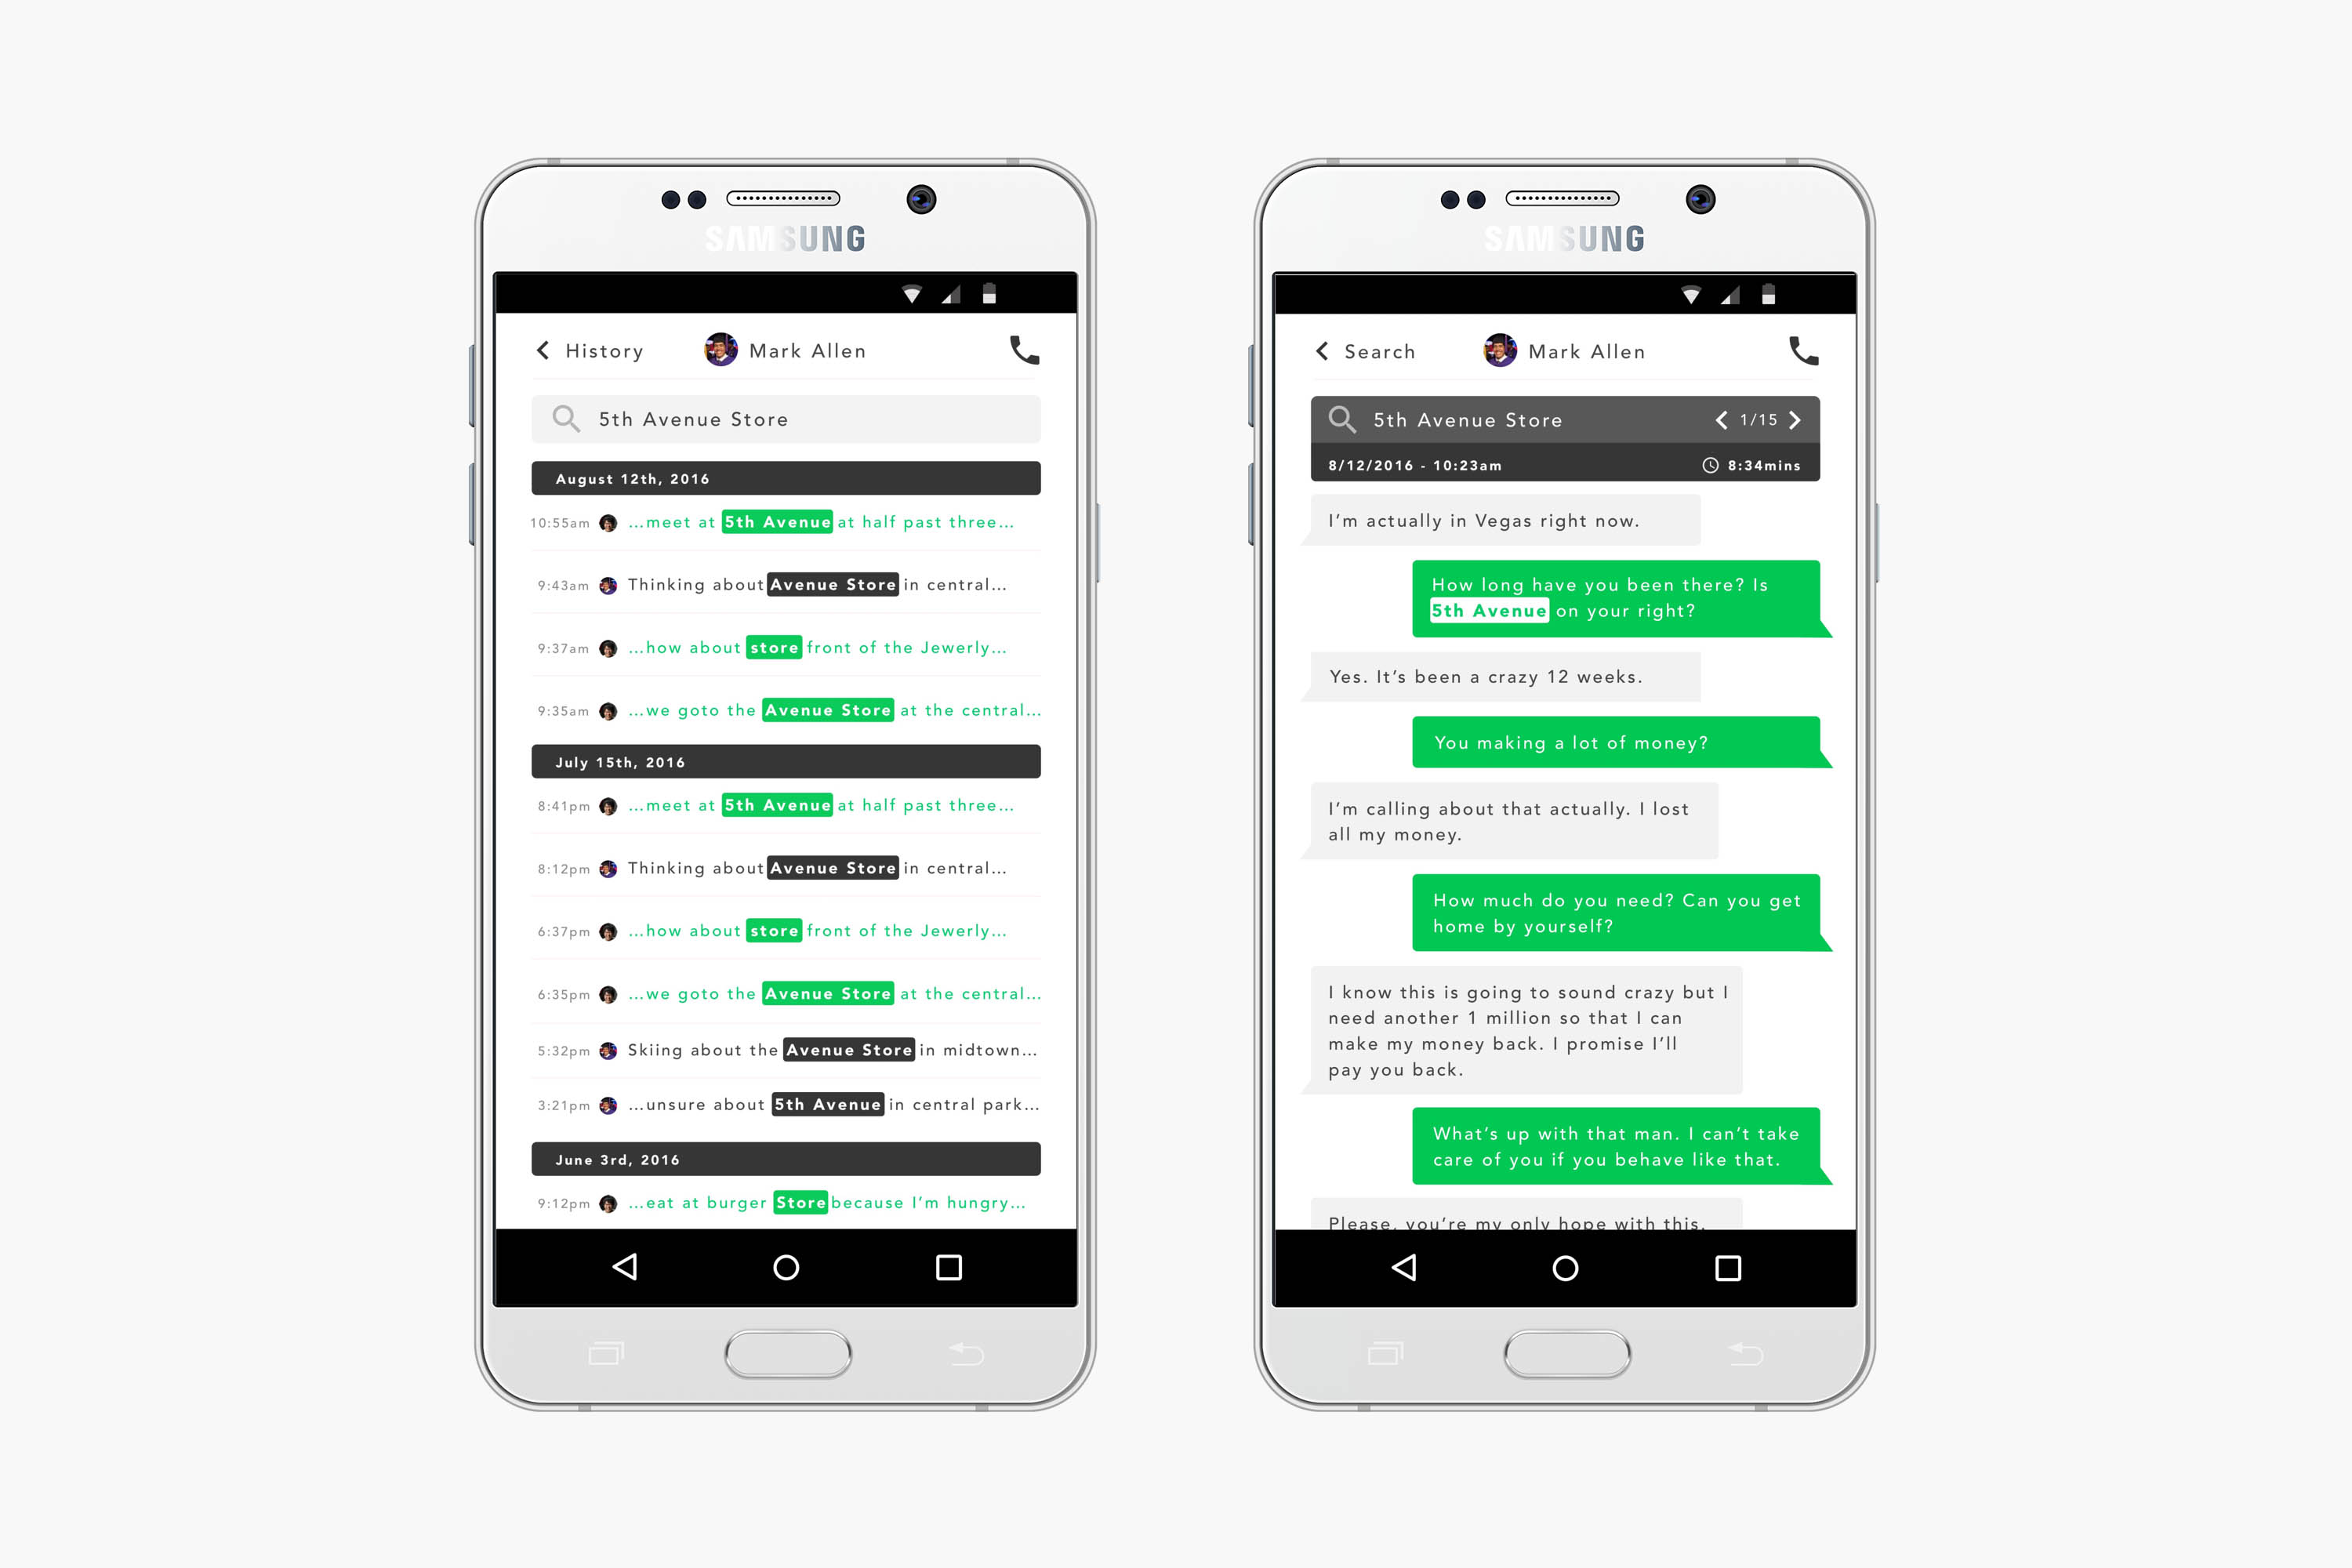 SAMSUNG
History
Mark Allen
5th Avenue Store
August 12th, 2016
10:55am ...meet at 5th Avenue at half past three...
9:43am Thinking about Avenue Store in central...
9:37am ...how about store front of the Jewerly...
9:35am ...we goto the Avenue Store at the central...
July 15th, 2016
8:41pm ...meet at 5th Avenue at half past three...
8:12pm Thinking about Avenue Store in central...
6:37pm ...how about store front of the Jewerly...
6:35pm ...we goto the Avenue Store at the central...
5:32pm Skiing about the Avenue Store in midtown...
3:21pm ...unsure about 5th Avenue in central park...
June 3rd, 2016
9:12pm ...eat at burger Store because I’m hungry...
SAMSUNG
Search
Mark Allen
5th Avenue Store
1/15
8/12/2016 - 10:23am
8:34mins
I’m actually in Vegas right now.
How long have you been there? Is
5th Avenue on your right?
Yes. It’s been a crazy 12 weeks.
You making a lot of money?
I’m calling about that actually. I lost
all my money.
How much do you need? Can you get
home by yourself?
I know this is going to sound crazy but I
need another 1 million so that I can
make my money back. I promise I’ll
pay you back.
What’s up with that man. I can’t take
care of you if you behave like that.
Please, you’re my only hope with this.